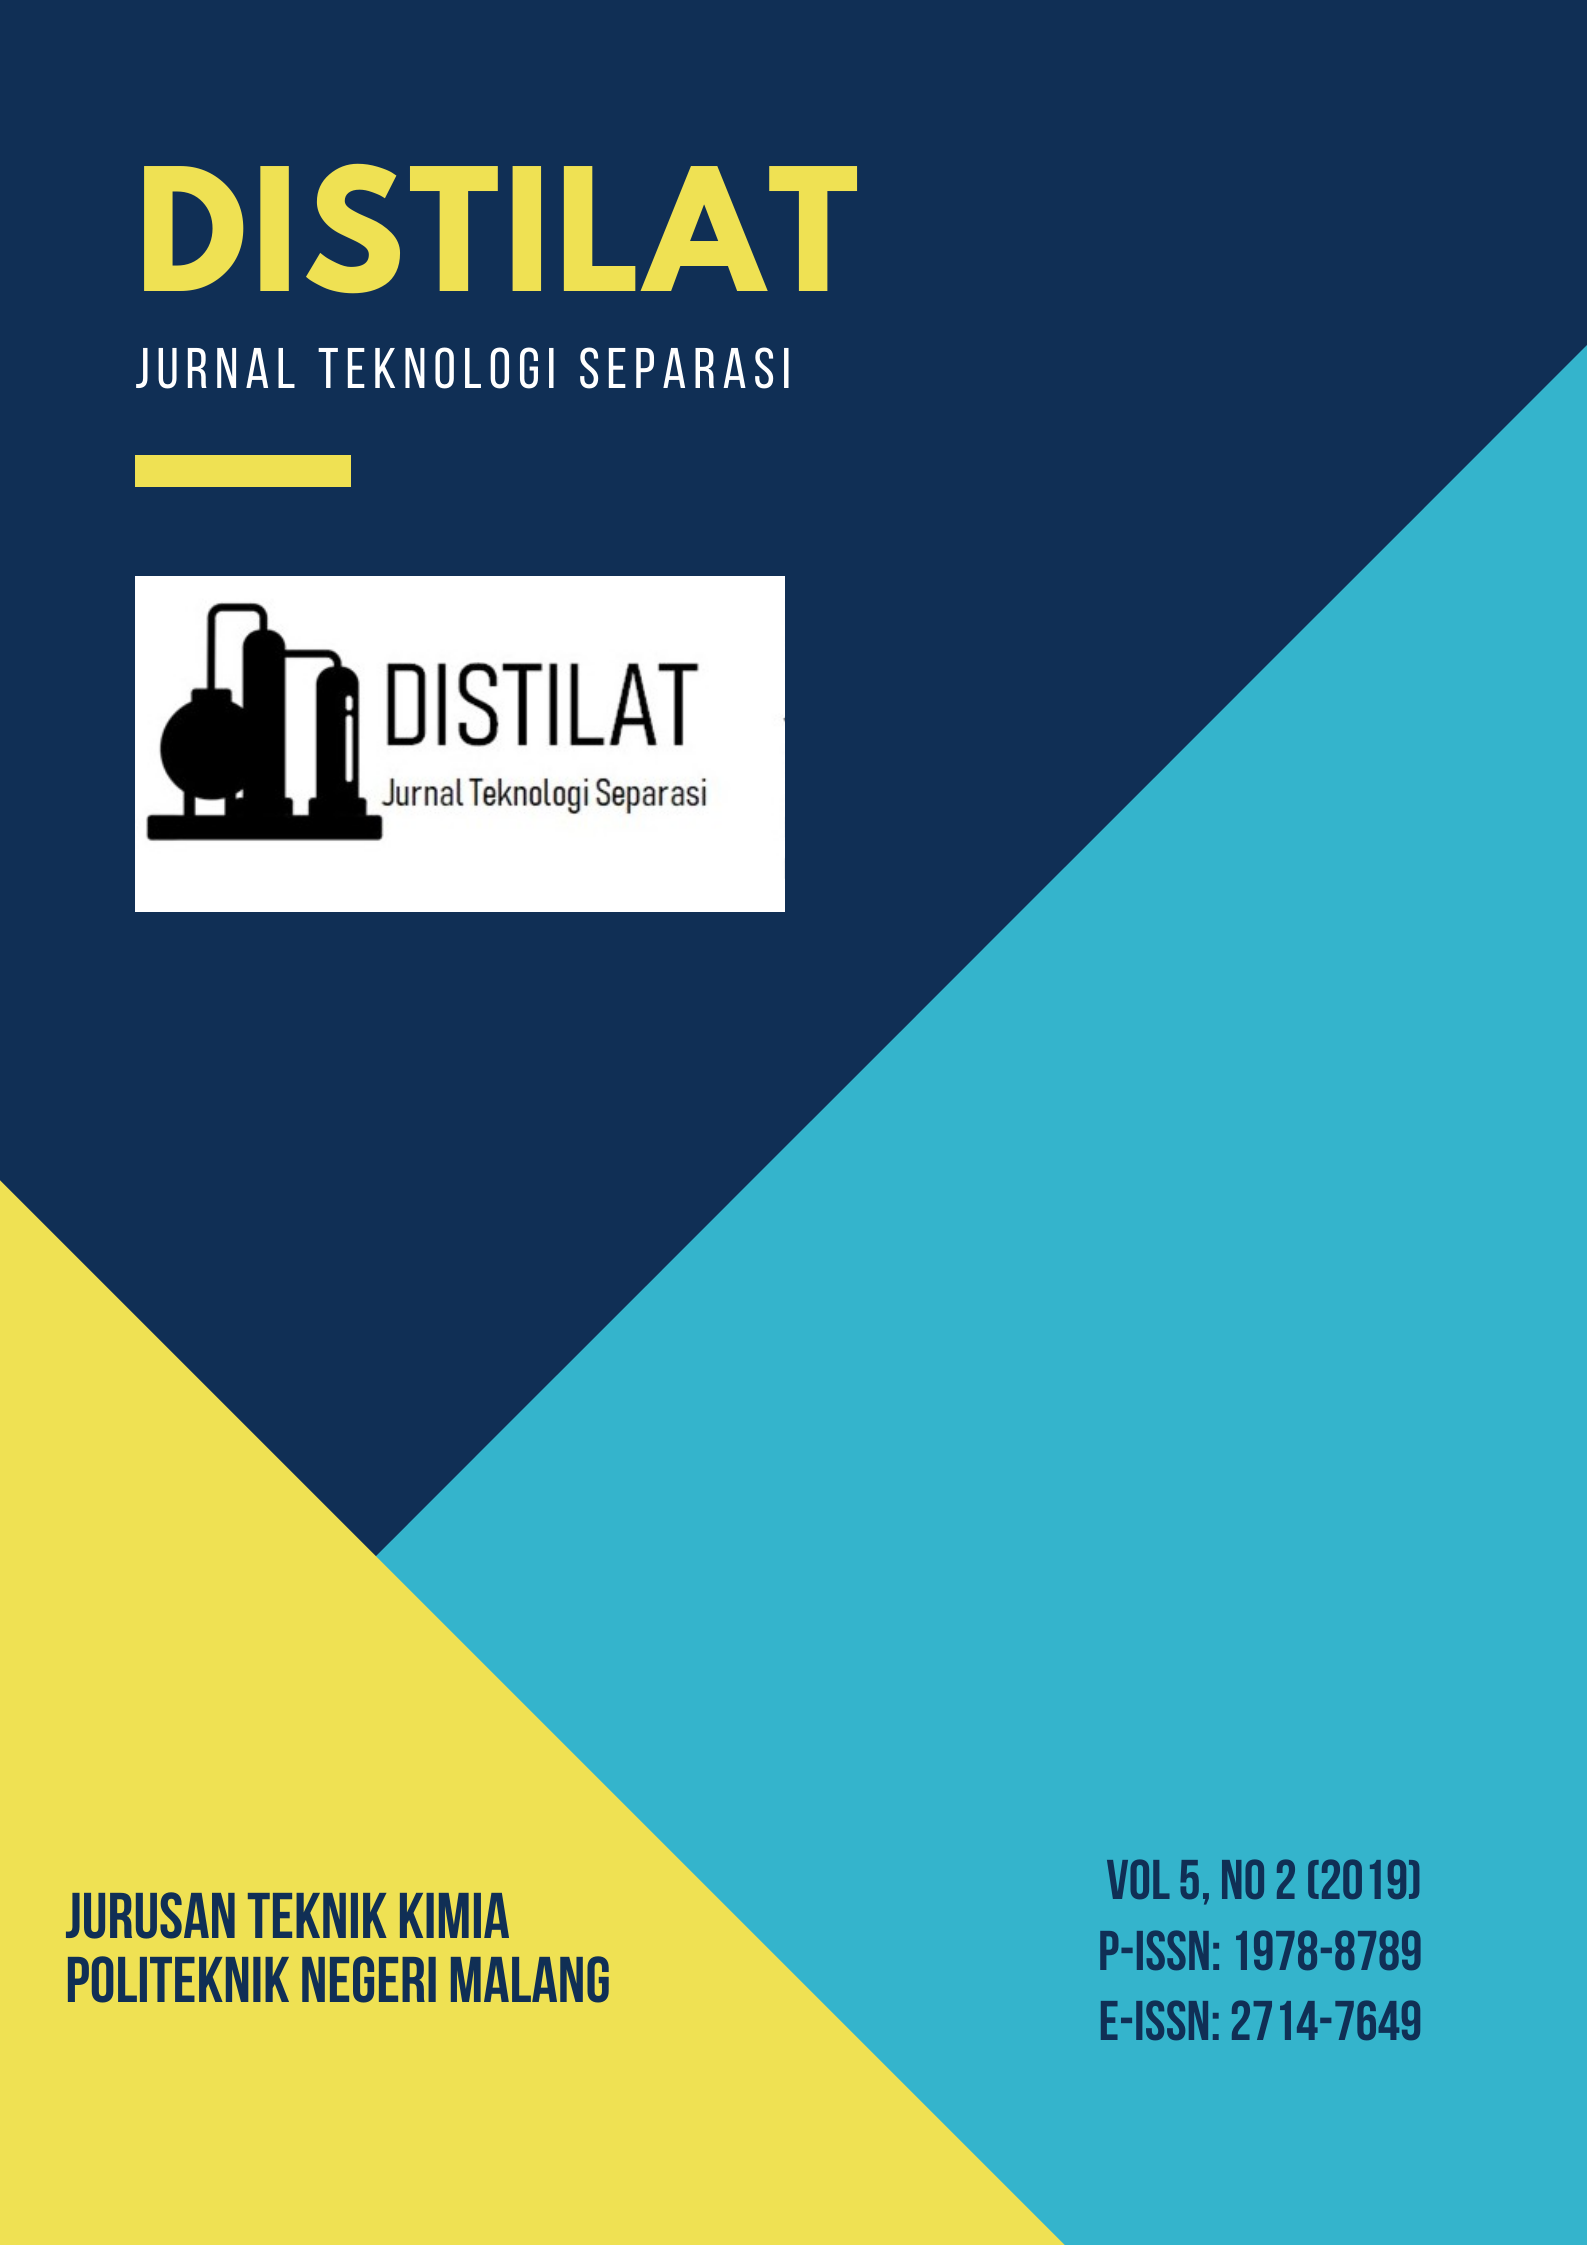 DISTILAT
JURNAL TEKNOLOGI SEPARASI
DISTILAT
Jurnal Teknologi Separasi
JURUSAN TEKNIK KIMIA
POLITEKNIK NEGERI MALANG
VOL 5, NO 2 (2019)
P-ISSN: 1978-8789
E-ISSN: 2714-7649